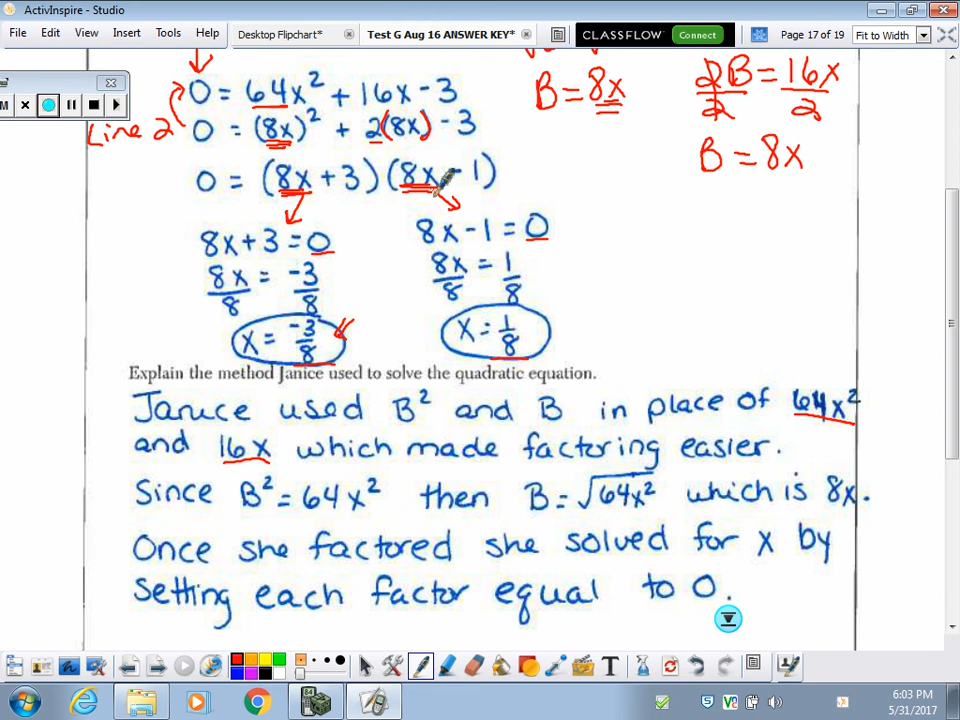 ActivInspire - Studio
File Edit View Insert Tools Help
Desktop Flipchart*
Test G Aug 16 ANSWER KEY*
CLASSFLOW Connect
Page 17 of 19
Fit to Width
M
0 = 64x² + 16x - 3
Line 2
0 = (8x)² + 2(8x) - 3
0 = (8x + 3)(8x - 1)
8x + 3 = 0
8x/8 = -3/8
x = -3/8
8x - 1 = 0
8x/8 = 1/8
x = 1/8
B = 8x
2B/2 = 16x/2
B = 8x
Explain the method Janice used to solve the quadratic equation.
Janice used B² and B in place of 64x²
and 16x which made factoring easier.
Since B² = 64x² then B = √64x² which is 8x.
Once she factored she solved for x by
setting each factor equal to 0.
T
6:03 PM
5/31/2017